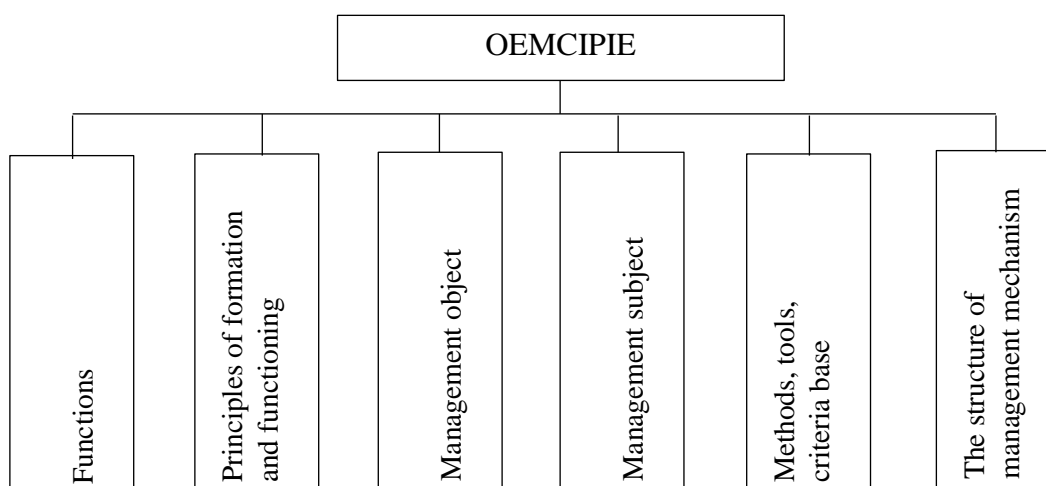 OEMCIPIE
Functions
Principles of formation
and functioning
Management object
Management subject
Methods, tools,
criteria base
The structure of
management mechanism